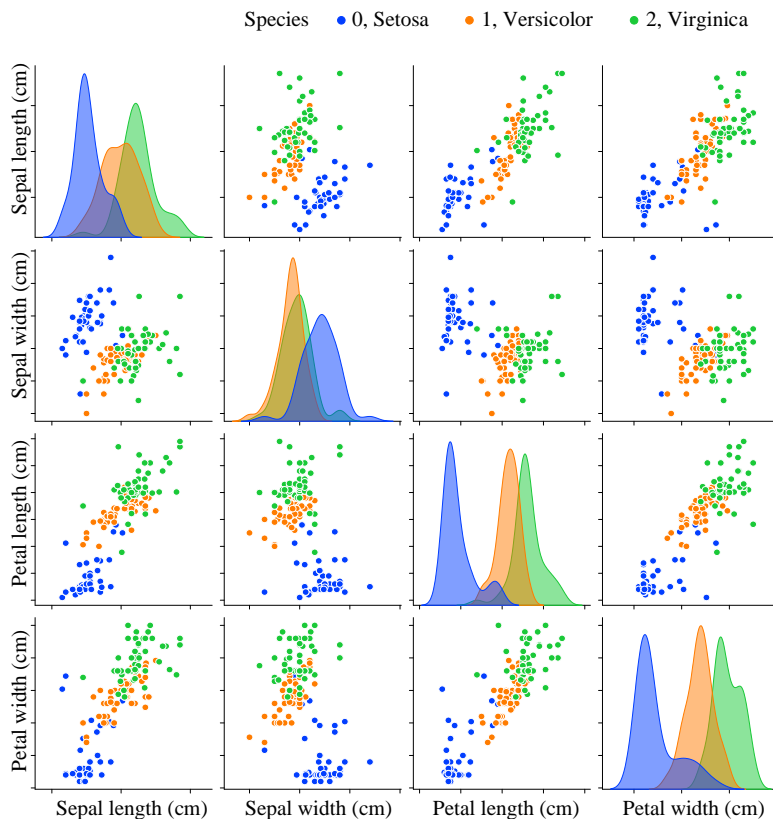 Species 0, Setosa 1, Versicolor 2, Virginica
Sepal length (cm)
Sepal width (cm)
Petal length (cm)
Petal width (cm)
Sepal length (cm) Sepal width (cm) Petal length (cm) Petal width (cm)